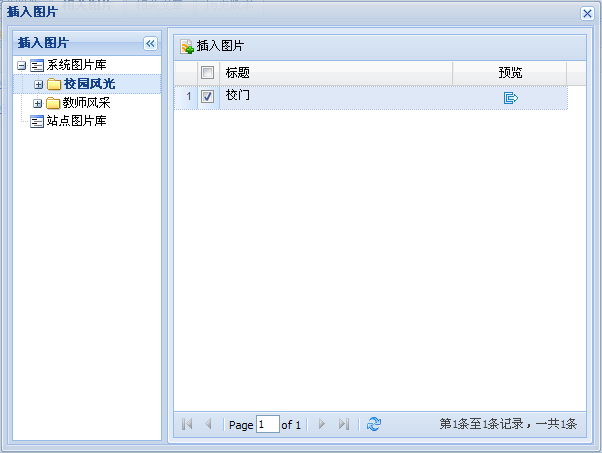 插入图片
插入图片
系统图片库
校园风光
教师风采
站点图片库
插入图片
标题 预览
1 校门
Page 1 of 1 第1条至1条记录，一共1条